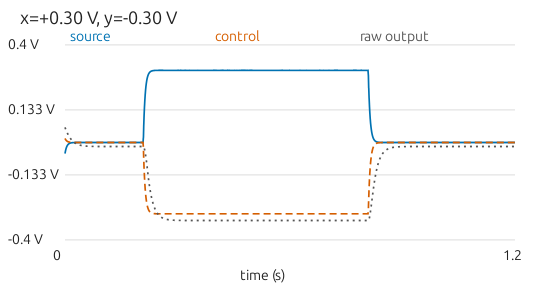 x=+0.30 V, y=-0.30 V
source control raw output
0.4 V
0.133 V
-0.133 V
-0.4 V
0 1.2
time (s)